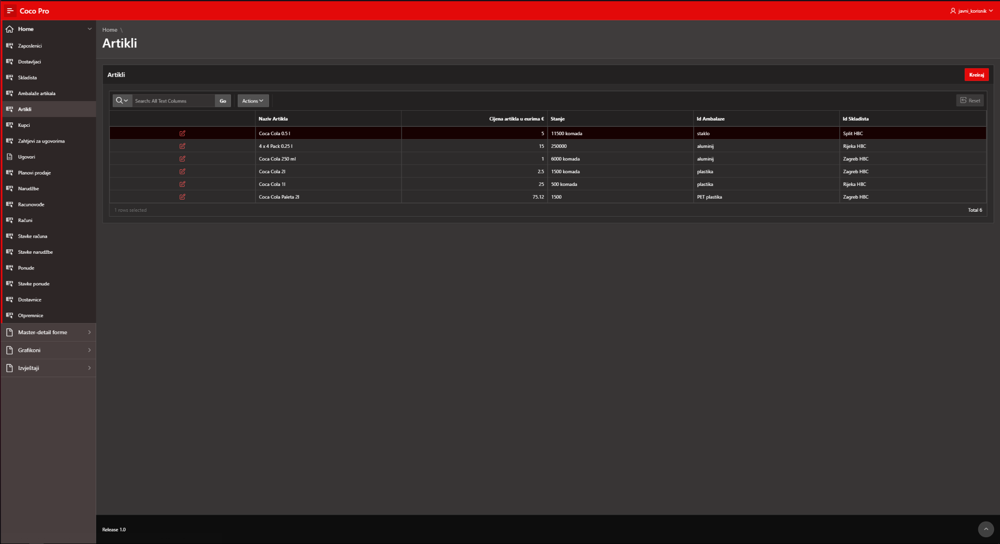 Coco Pro
javni_korisnik
Home
Zaposlenici
Dostavljaci
Skladista
Ambalaže artikala
Artikli
Kupci
Zahtjevi za ugovorima
Ugovori
Planovi prodaje
Narudžbe
Racunovođe
Računi
Stavke računa
Stavke narudžbe
Ponude
Stavke ponude
Dostavnice
Otpremnice
Master-detail forme
Grafikoni
Izvještaji
Home \
Artikli
Artikli
Kreiraj
Search: All Text Columns Go Actions Reset
Naziv Artikla Cijena artikla u eurima € Stanje Id Ambalaze Id Skladista
Coca Cola 0.5 l 5 11500 komada staklo Split HBC
4 x 4 Pack 0.25 l 15 250000 aluminij Rijeka HBC
Coca Cola 250 ml 1 6000 komada aluminij Zagreb HBC
Coca Cola 2l 2.5 1500 komada plastika Zagreb HBC
Coca Cola 1l 25 500 komada plastika Rijeka HBC
Coca Cola Paleta 2l 75.12 1500 PET plastika Zagreb HBC
1 rows selected Total 6
Release 1.0